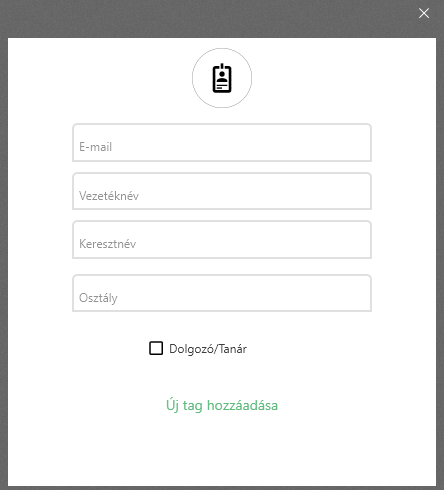 E-mail
Vezetéknév
Keresztnév
Osztály
Dolgozó/Tanár
Új tag hozzáadása